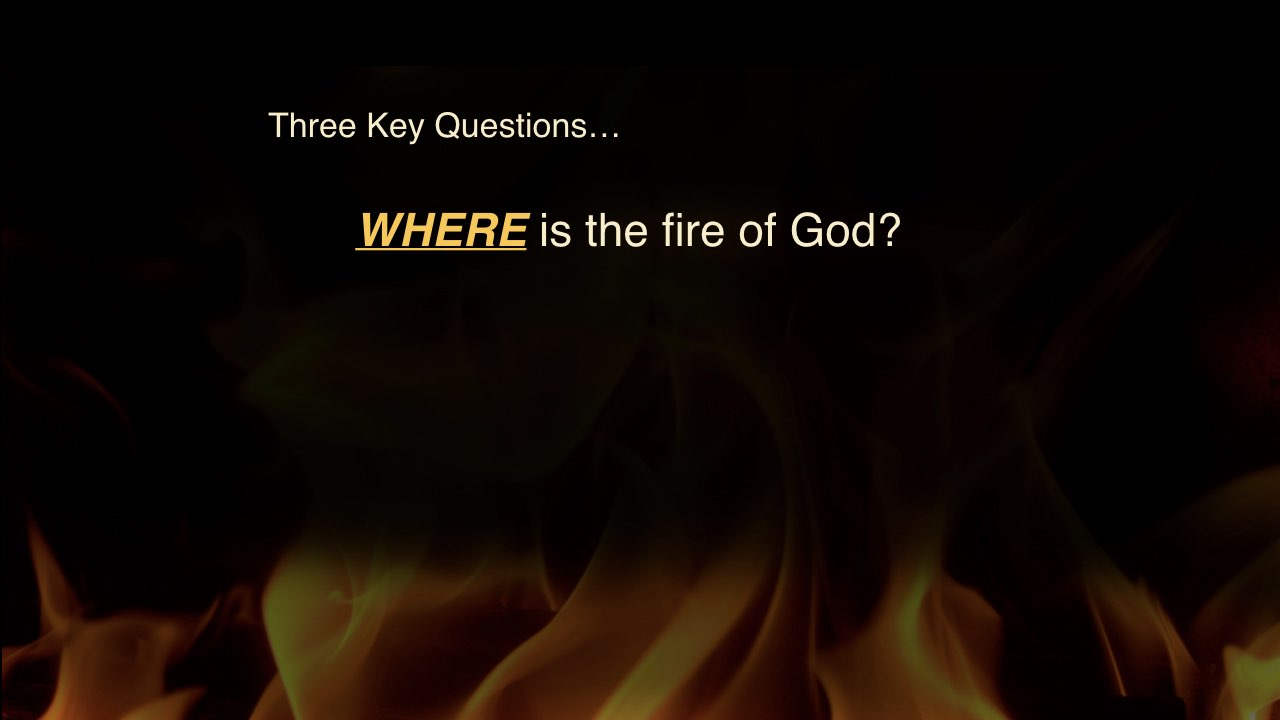 Three Key Questions…
WHERE is the fire of God?